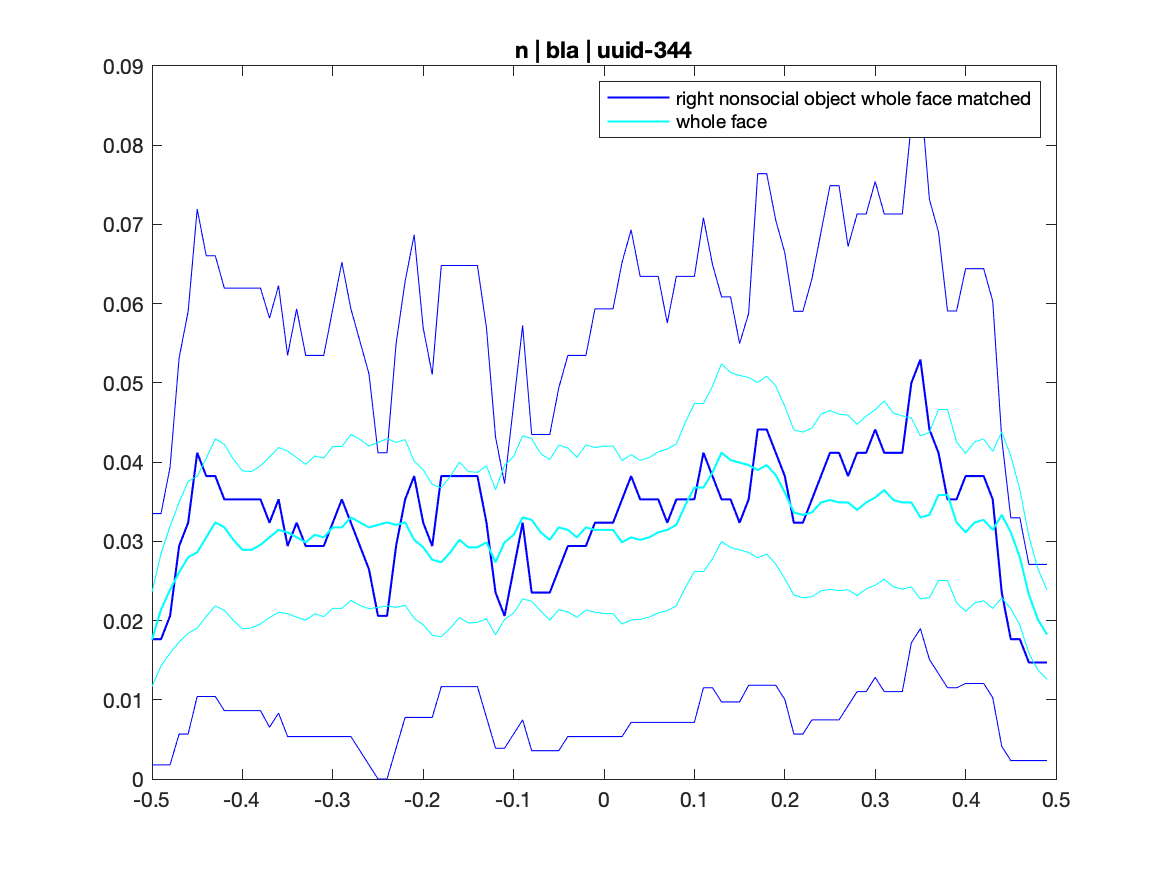 n | bla | uuid-344
right nonsocial object whole face matched
whole face
0.09
0.08
0.07
0.06
0.05
0.04
0.03
0.02
0.01
0
-0.5 -0.4 -0.3 -0.2 -0.1 0 0.1 0.2 0.3 0.4 0.5